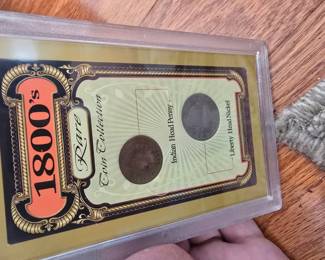 1800's
Rare
Coin Collection
Indian Head Penny
Liberty Head Nickel